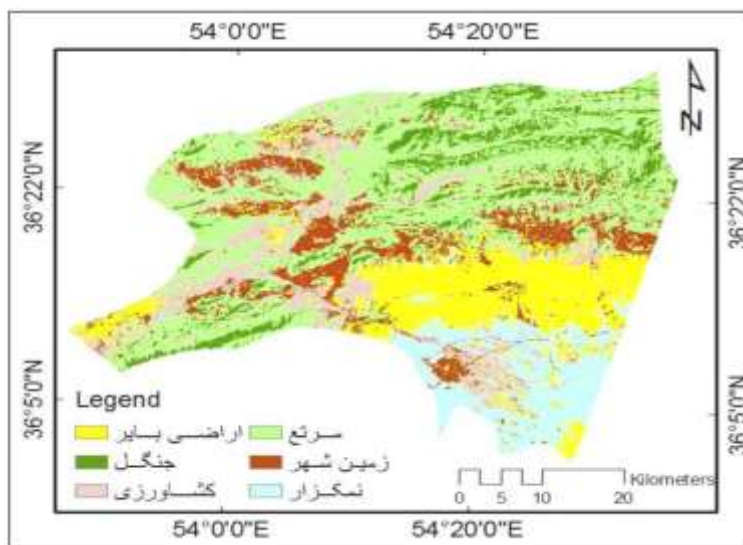 54°0'0"E 54°20'0"E
N
36°22'0"N 36°22'0"N
36°5'0"N 36°5'0"N
Legend
اراضی بایر مرتع
جنگل زمین شهر
کشاورزی نمکزار
Kilometers
0 5 10 20
54°0'0"E 54°20'0"E